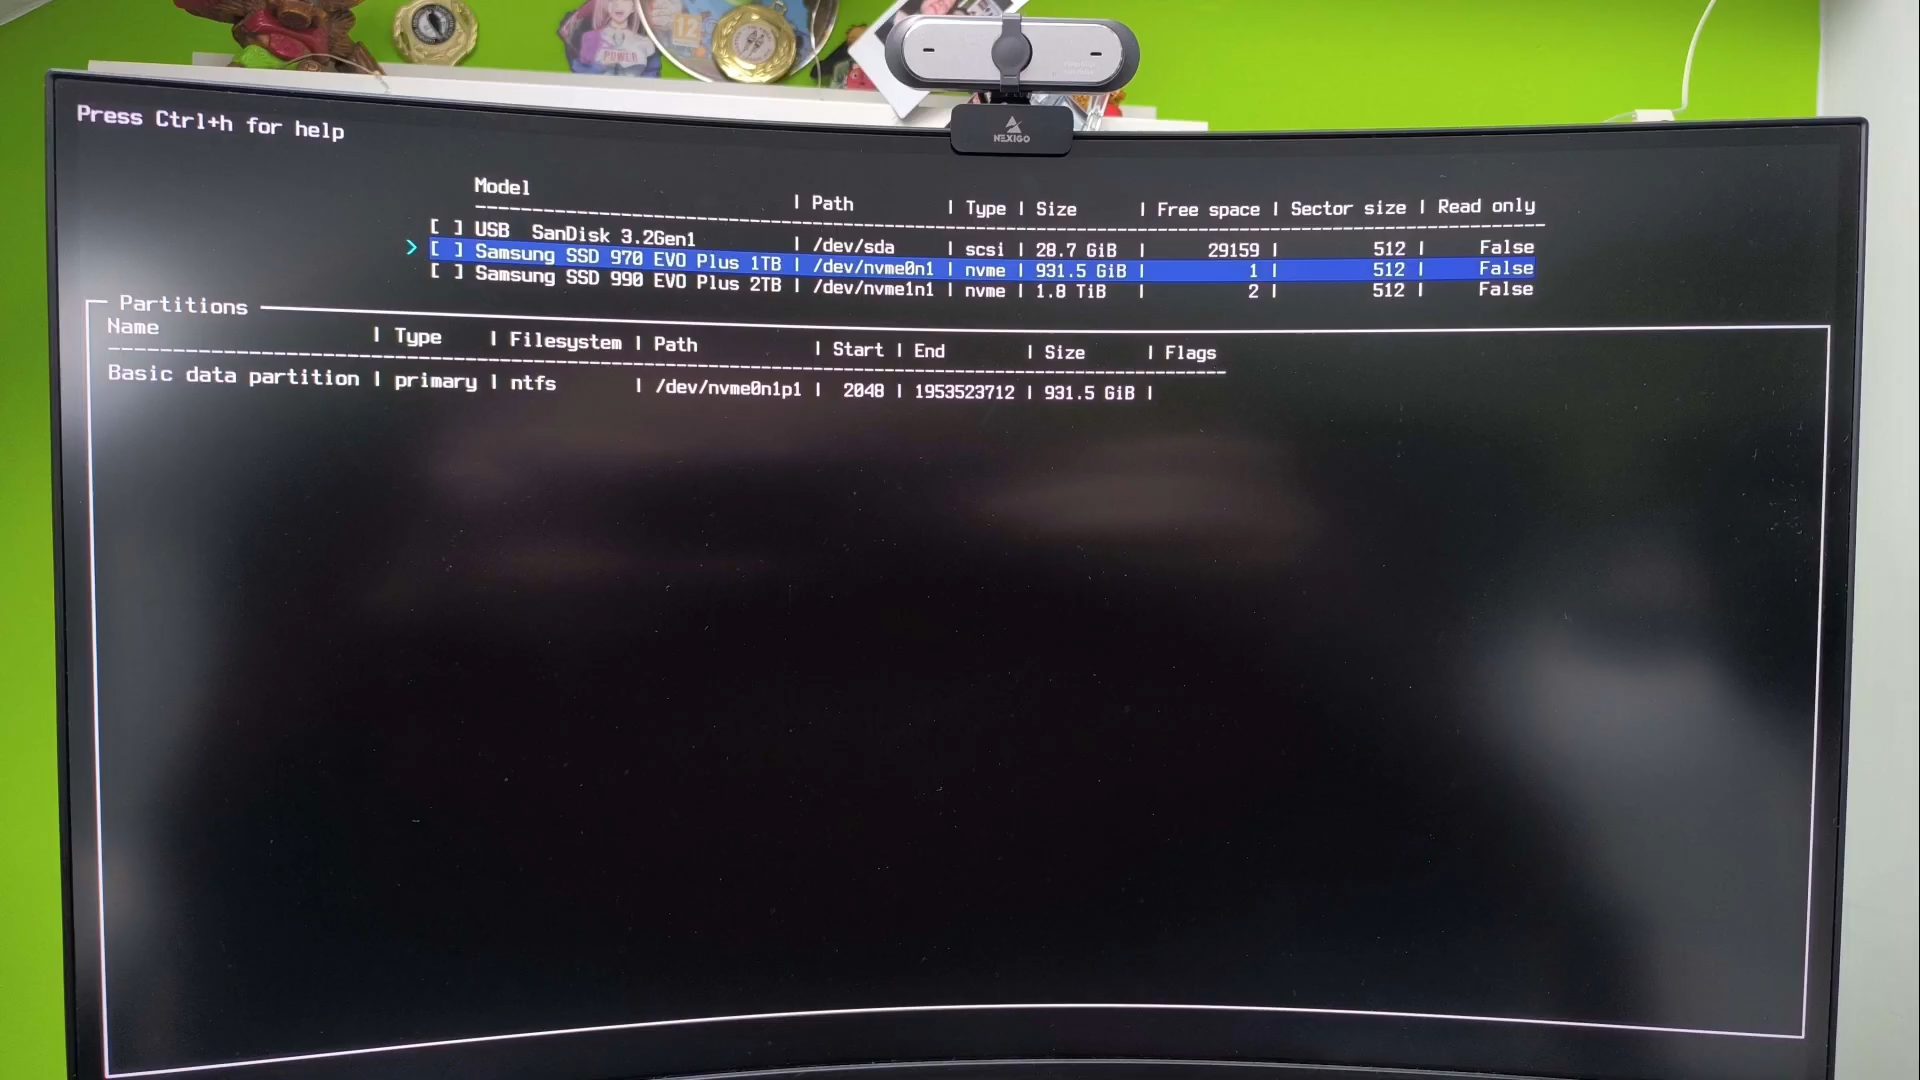 POWER
12
NEXIGO
Press Ctrl+h for help
Model | Path | Type | Size | Free space | Sector size | Read only
[ ] USB SanDisk 3.2Gen1 | /dev/sda | scsi | 28.7 GiB | 29159 | 512 | False
> [ ] Samsung SSD 970 EVO Plus 1TB | /dev/nvme0n1 | nvme | 931.5 GiB | 1 | 512 | False
[ ] Samsung SSD 990 EVO Plus 2TB | /dev/nvme1n1 | nvme | 1.8 TiB | 2 | 512 | False
Partitions
Name | Type | Filesystem | Path | Start | End | Size | Flags
Basic data partition | primary | ntfs | /dev/nvme0n1p1 | 2048 | 1953523712 | 931.5 GiB |